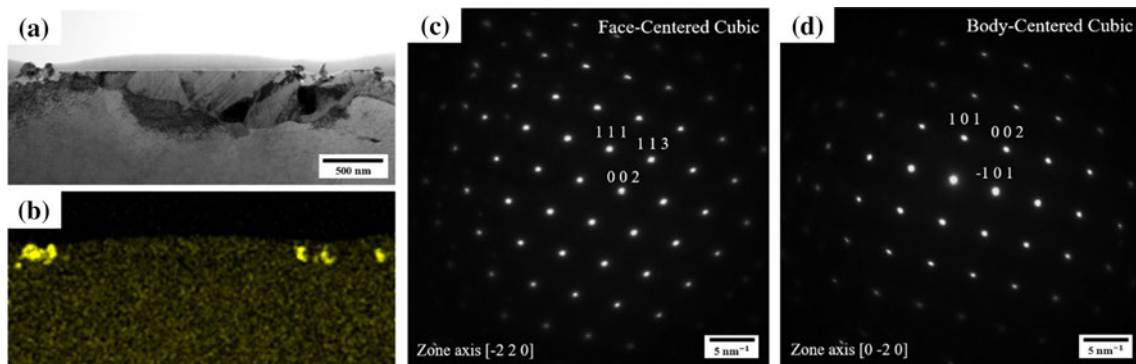 (a)
500 nm
(b)
(c)
Face-Centered Cubic
1 1 1
1 1 3
0 0 2
Zone axis [-2 2 0]
5 nm⁻¹
(d)
Body-Centered Cubic
1 0 1
0 0 2
-1 0 1
Zone axis [0 -2 0]
5 nm⁻¹